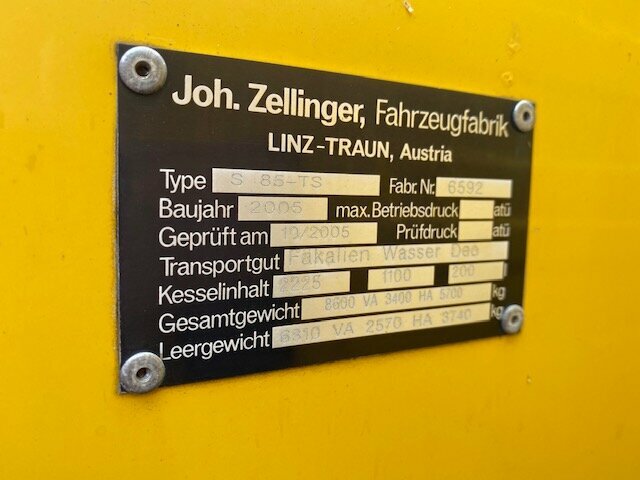 Joh. Zellinger, Fahrzeugfabrik
LINZ-TRAUN, Austria
Type S 85-TS Fabr. Nr. 6592
Baujahr 2005 max. Betriebsdruck atü
Geprüft am 10/2005 Prüfdruck atü
Transportgut Fäkalien Wasser Deo
Kesselinhalt 2225 1100 200 l
Gesamtgewicht 8600 VA 3400 HA 5700 kg
Leergewicht 6310 VA 2570 HA 3740 kg